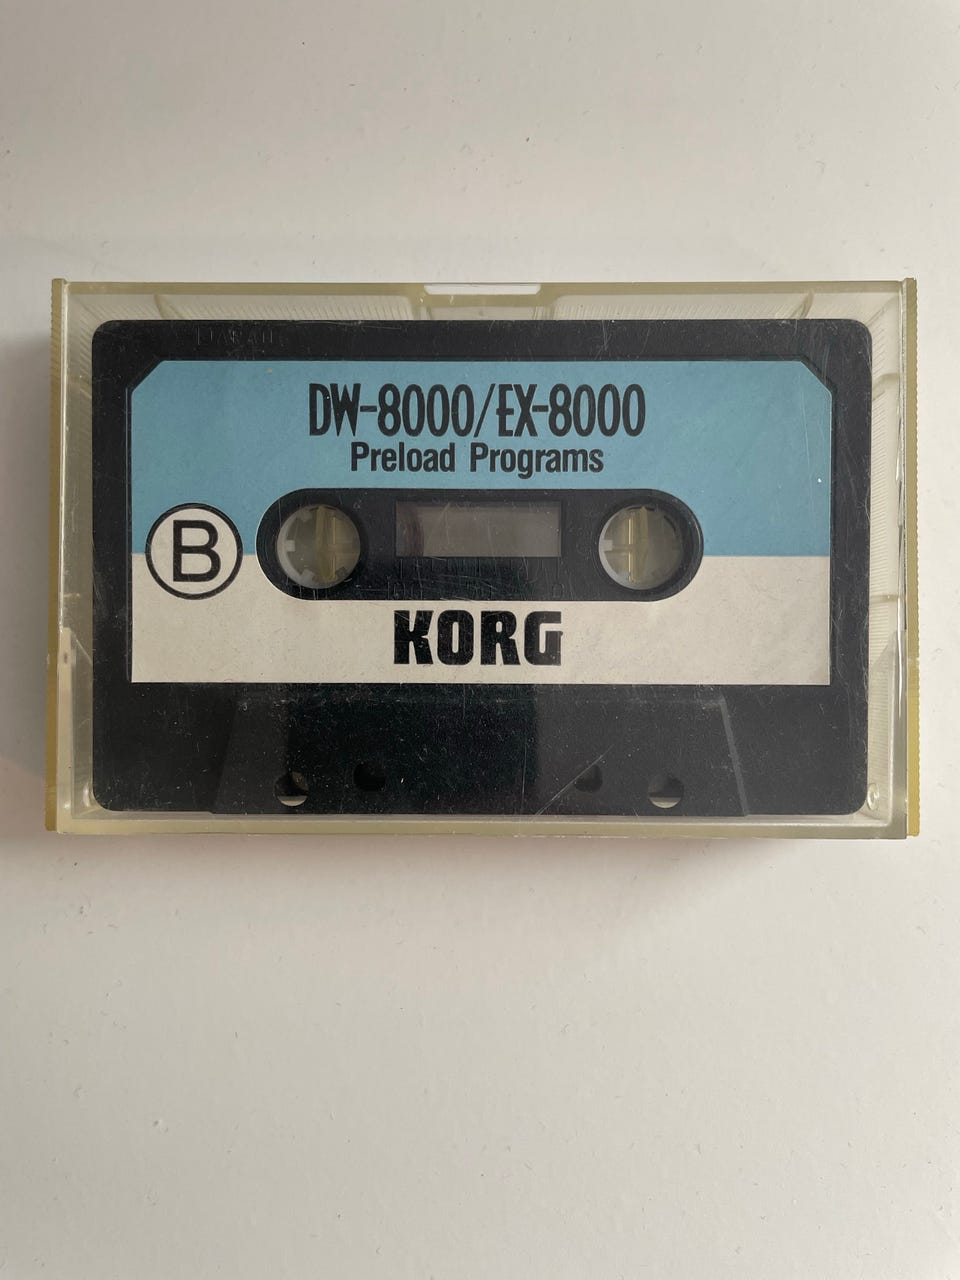 DW-8000/EX-8000
Preload Programs
B
KORG